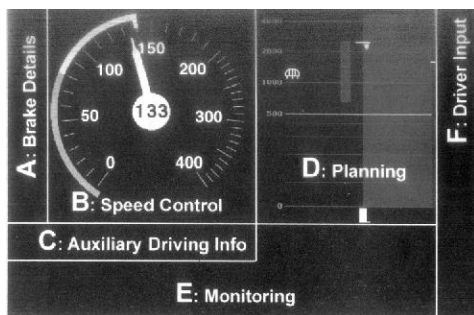 A: Brake Details
0
50
100
150
200
300
400
133
B: Speed Control
C: Auxiliary Driving Info
4000
2000
1000
500
0
D: Planning
E: Monitoring
F: Driver Input